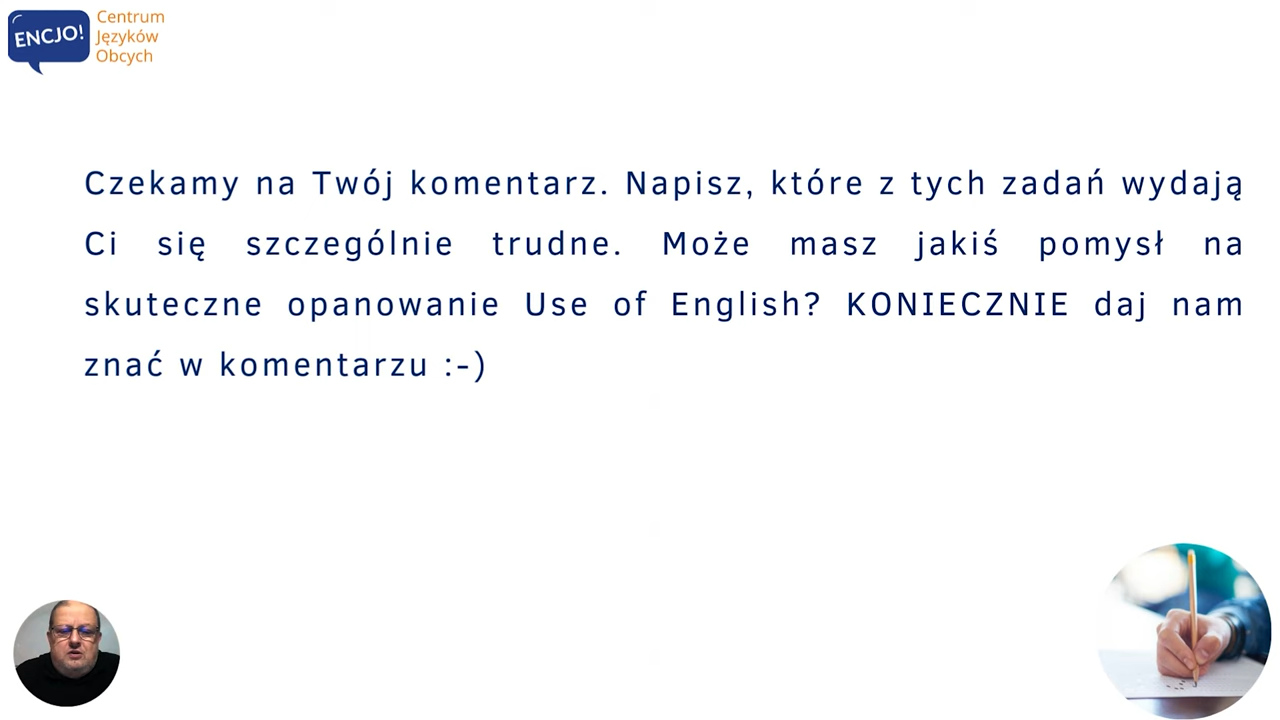 ENCJO!
Centrum
Języków
Obcych
Czekamy na Twój komentarz. Napisz, które z tych zadań wydają
Ci się szczególnie trudne. Może masz jakiś pomysł na
skuteczne opanowanie Use of English? KONIECZNIE daj nam
znać w komentarzu :-)